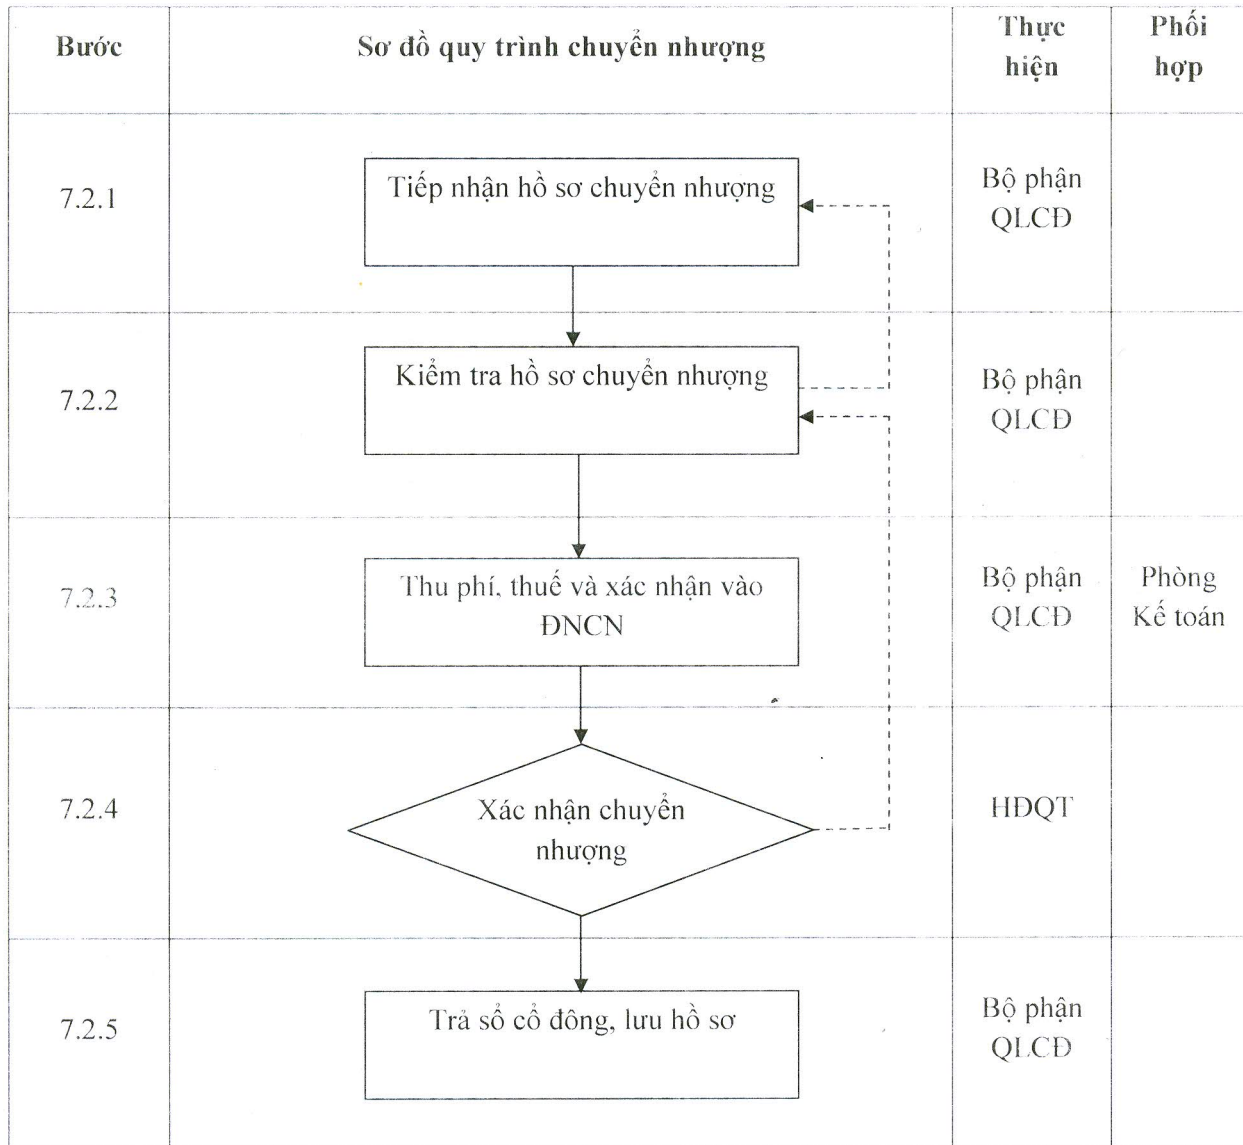 Bước
Sơ đồ quy trình chuyển nhượng
Thực
hiện
Phối
hợp
7.2.1
Tiếp nhận hồ sơ chuyển nhượng
Bộ phận
QLCĐ
7.2.2
Kiểm tra hồ sơ chuyển nhượng
Bộ phận
QLCĐ
7.2.3
Thu phí, thuế và xác nhận vào
ĐNCN
Bộ phận
QLCĐ
Phòng
Kế toán
7.2.4
Xác nhận chuyển
nhượng
HĐQT
7.2.5
Trả sổ cổ đông, lưu hồ sơ
Bộ phận
QLCĐ